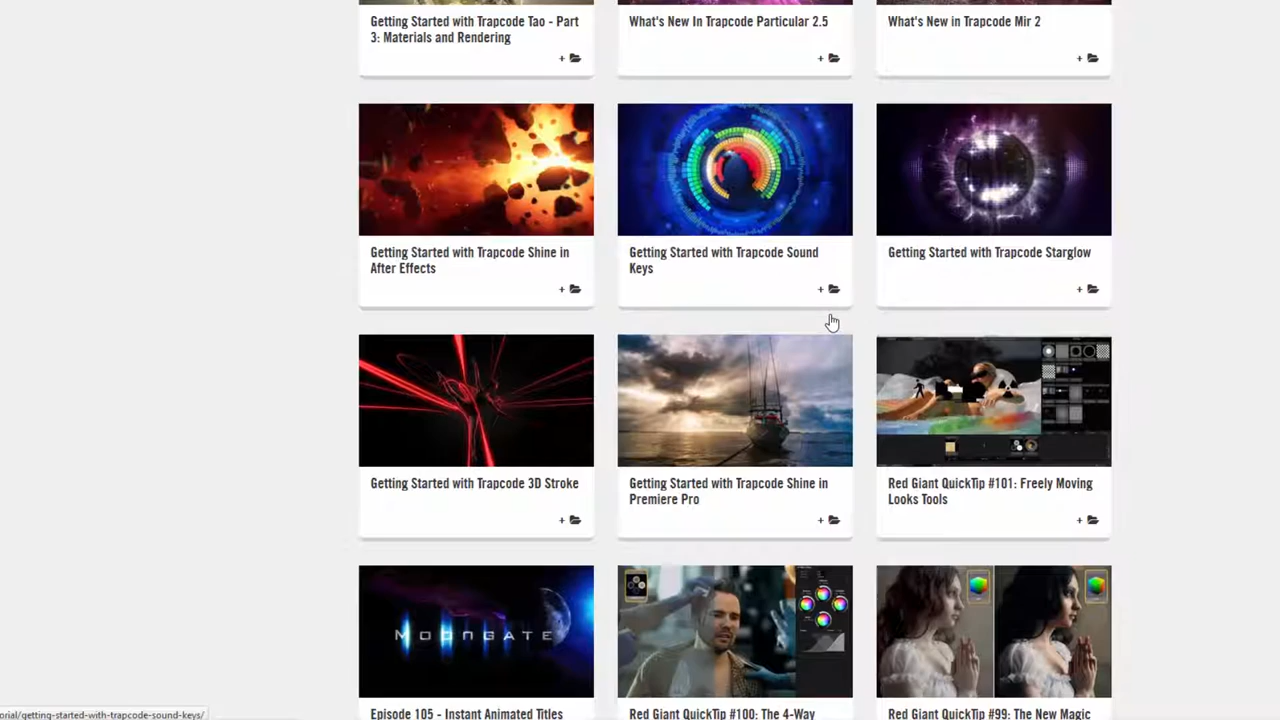 Getting Started with Trapcode Tao - Part
3: Materials and Rendering
+
What's New In Trapcode Particular 2.5
+
What's New in Trapcode Mir 2
+
Getting Started with Trapcode Shine in
After Effects
+
Getting Started with Trapcode Sound
Keys
+
Getting Started with Trapcode Starglow
+
Getting Started with Trapcode 3D Stroke
+
Getting Started with Trapcode Shine in
Premiere Pro
+
Red Giant QuickTip #101: Freely Moving
Looks Tools
+
MOONGATE
Episode 105 - Instant Animated Titles
Red Giant QuickTip #100: The 4-Way
Red Giant QuickTip #99: The New Magic
orial/getting-started-with-trapcode-sound-keys/